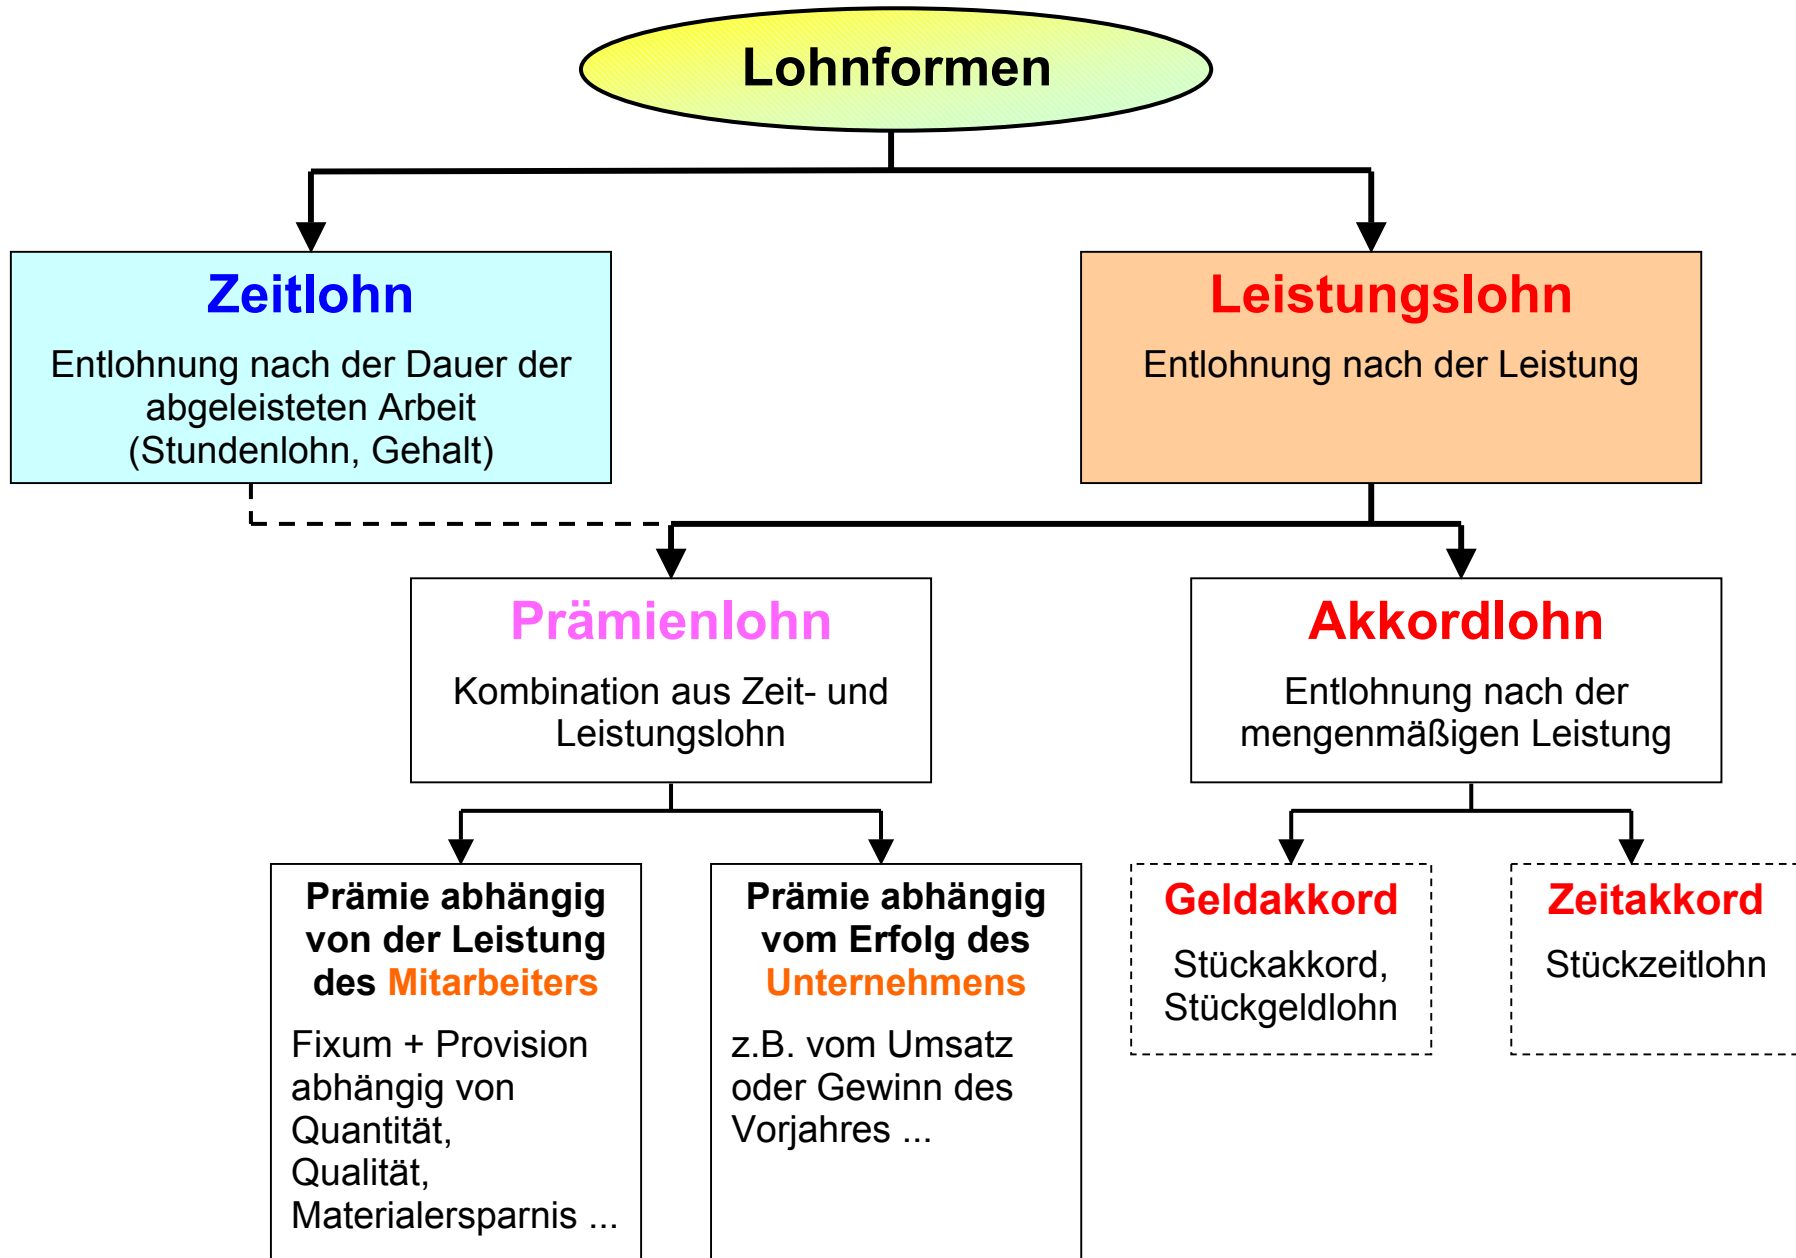 Lohnformen
Zeitlohn
Entlohnung nach der Dauer der
abgeleisteten Arbeit
(Stundenlohn, Gehalt)
Leistungslohn
Entlohnung nach der Leistung
Prämienlohn
Kombination aus Zeit- und
Leistungslohn
Akkordlohn
Entlohnung nach der
mengenmäßigen Leistung
Prämie abhängig
von der Leistung
des Mitarbeiters
Fixum + Provision
abhängig von
Quantität,
Qualität,
Materialersparnis ...
Prämie abhängig
vom Erfolg des
Unternehmens
z.B. vom Umsatz
oder Gewinn des
Vorjahres ...
Geldakkord
Stückakkord,
Stückgeldlohn
Zeitakkord
Stückzeitlohn